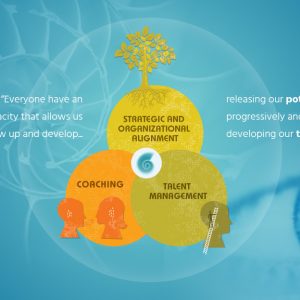 "Everyone have an
acity that allows us
w up and develop...
STRATEGIC AND
ORGANIZATIONAL
ALIGNMENT
COACHING
TALENT
MANAGEMENT
releasing our pot
progressively and
developing our t